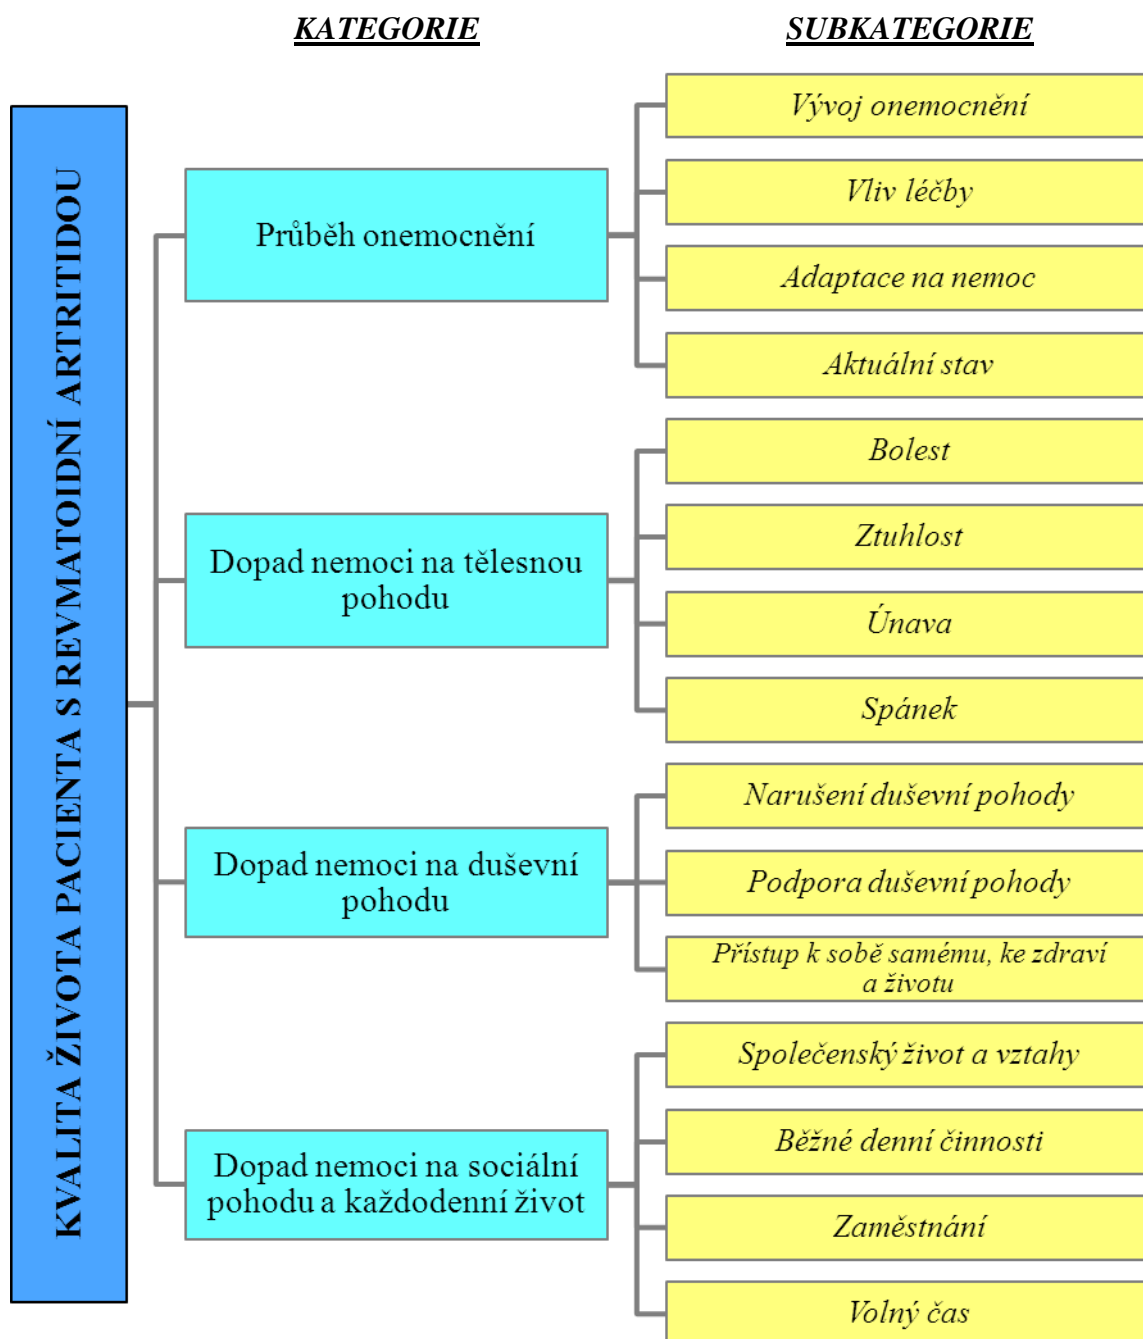 KATEGORIE
SUBKATEGORIE
KVALITA ŽIVOTA PACIENTA S REVMATOIDNÍ ARTRITIDOU
Průběh onemocnění
Vývoj onemocnění
Vliv léčby
Adaptace na nemoc
Aktuální stav
Dopad nemoci na tělesnou
pohodu
Bolest
Ztuhlost
Únava
Spánek
Dopad nemoci na duševní
pohodu
Narušení duševní pohody
Podpora duševní pohody
Přístup k sobě samému, ke zdraví
a životu
Dopad nemoci na sociální
pohodu a každodenní život
Společenský život a vztahy
Běžné denní činnosti
Zaměstnání
Volný čas